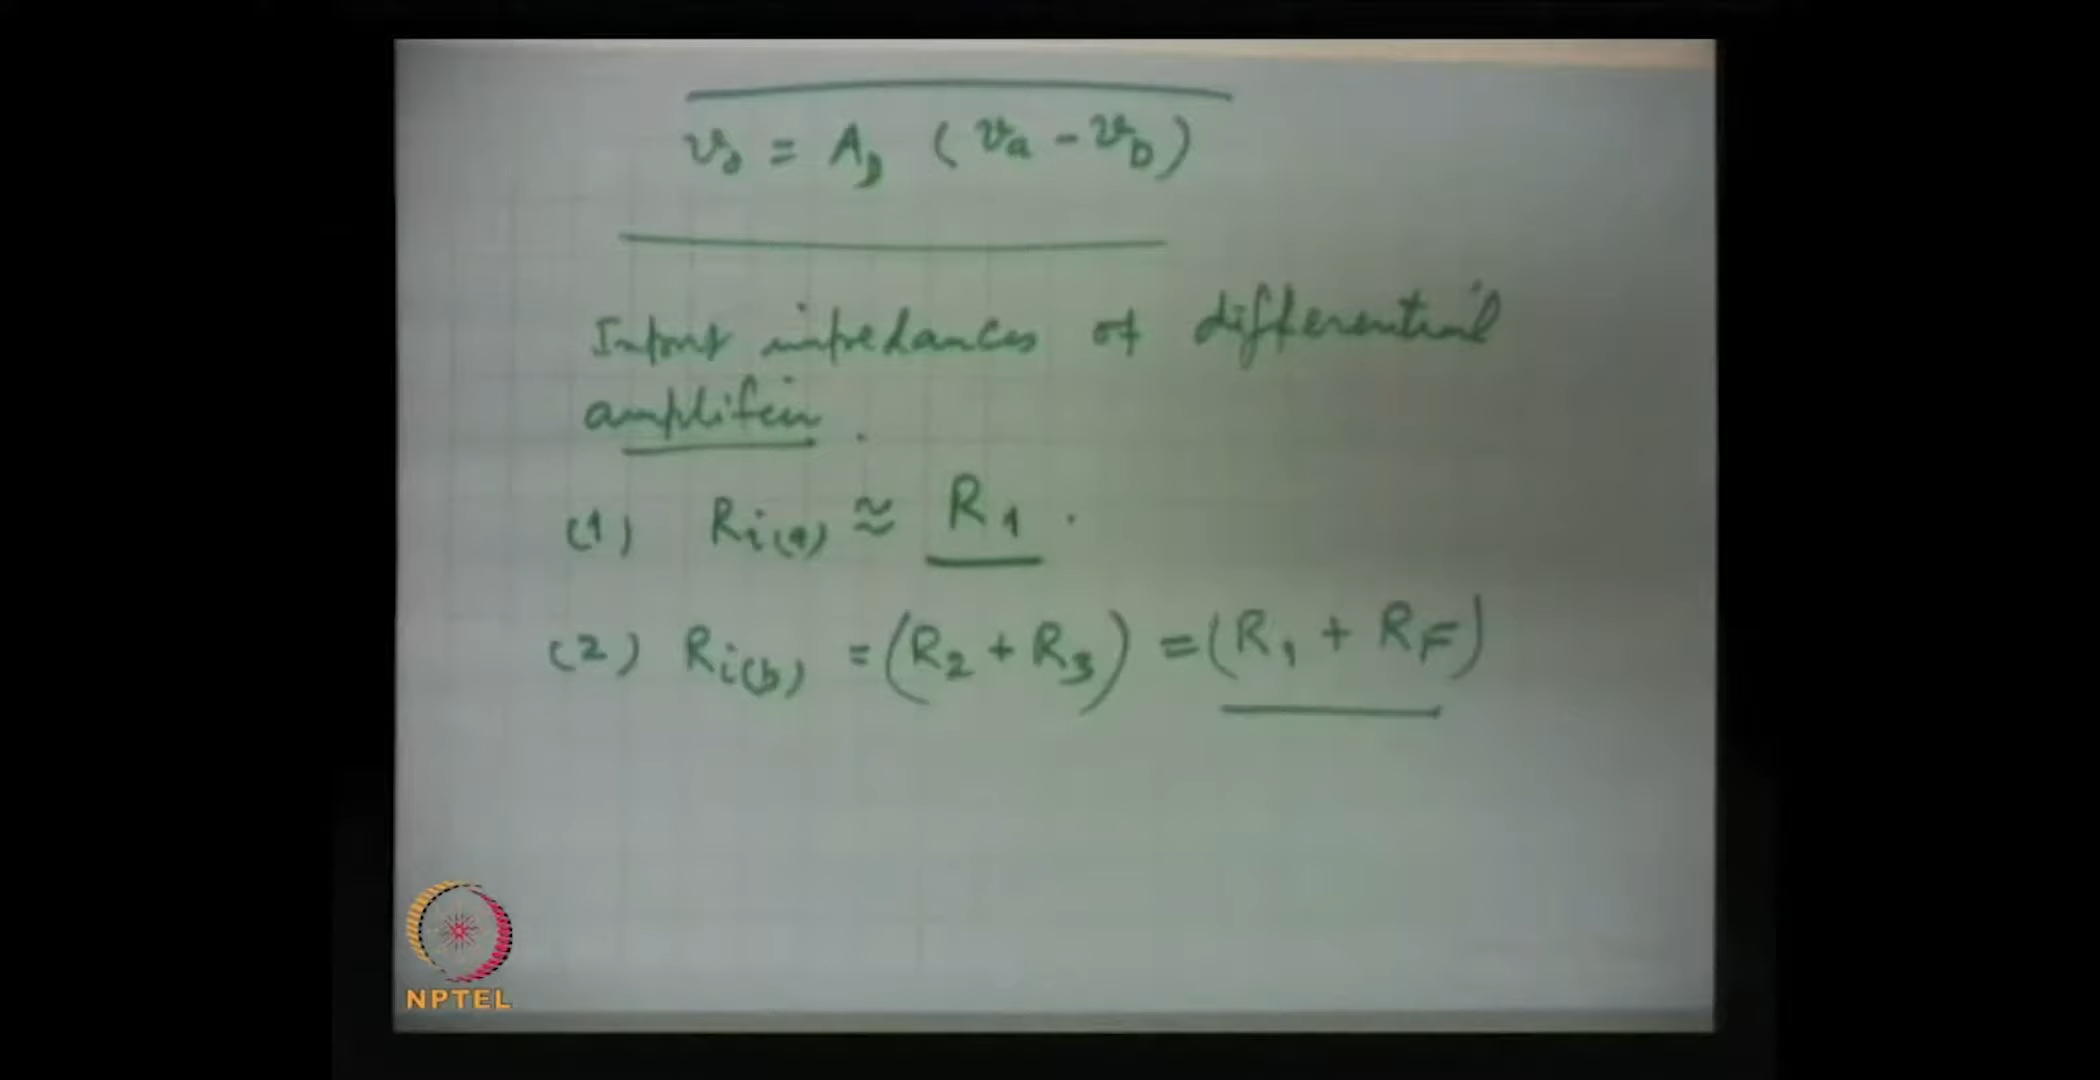 v₀ = A_D (v_a - v_b)
Input impedances of differential
amplifier.
(1) R_i(a) ≈ R₁.
(2) R_i(b) = (R₂ + R₃) = (R₁ + R_F)
NPTEL